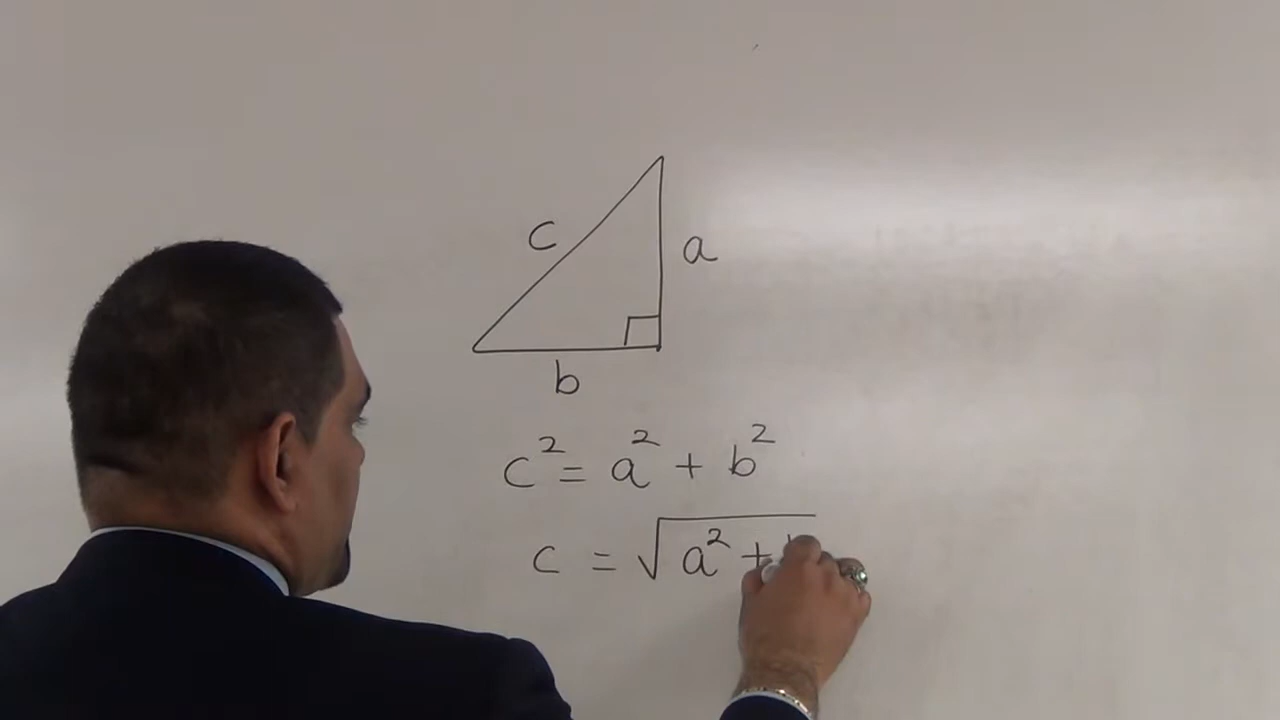 c
a
b
c² = a² + b²
c = √a² +